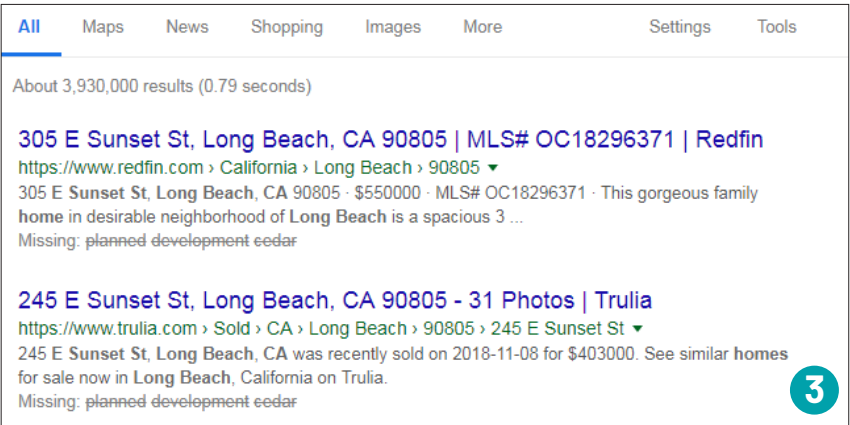 All Maps News Shopping Images More Settings Tools
About 3,930,000 results (0.79 seconds)
305 E Sunset St, Long Beach, CA 90805 | MLS# OC18296371 | Redfin
https://www.redfin.com › California › Long Beach › 90805
305 E Sunset St, Long Beach, CA 90805 · $550000 · MLS# OC18296371 · This gorgeous family
home in desirable neighborhood of Long Beach is a spacious 3 ...
Missing: planned development cedar
245 E Sunset St, Long Beach, CA 90805 - 31 Photos | Trulia
https://www.trulia.com › Sold › CA › Long Beach › 90805 › 245 E Sunset St
245 E Sunset St, Long Beach, CA was recently sold on 2018-11-08 for $403000. See similar homes
for sale now in Long Beach, California on Trulia.
Missing: planned development cedar
3